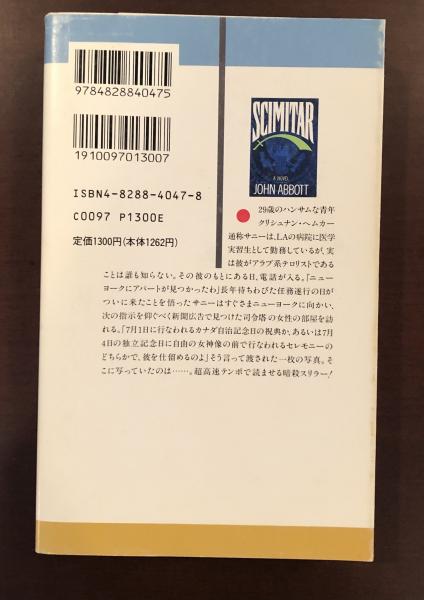 9784828840475
1910097013007
ISBN4-8288-4047-8
C0097 P1300E
定価1300円(本体1262円)
SCIMITAR
A NOVEL
JOHN ABBOTT
29歳のハンサムな青年
クリシュナン・ヘムカー
通称サニーは、LAの病院に医学
実習生として勤務しているが、実
は彼がアラブ系テロリストである
ことは誰も知らない。その彼のもとにある日、電話が入る。「ニュー
ヨークにアパートが見つかったわ」長年待ちわびた任務遂行の日が
ついに来たことを悟ったサニーはすぐさまニューヨークに向かい、
次の指示を仰ぐべく新聞広告で見つけた司令塔の女性の部屋を訪
れる。「7月1日に行なわれるカナダ自治記念日の祝典か、あるいは7月
4日の独立記念日に自由の女神像の前で行なわれるセレモニーの
どちらかで、彼を仕留めるのよ」そう言って渡された一枚の写真。そ
こに写っていたのは……。超高速テンポで読ませる暗殺スリラー!